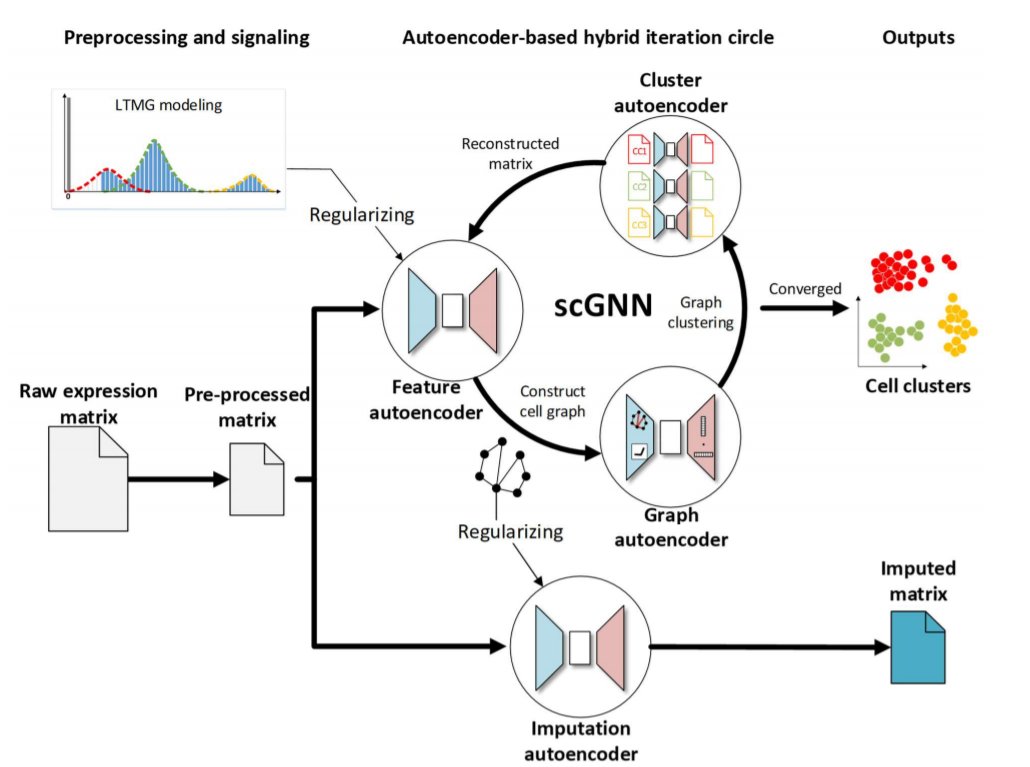 Preprocessing and signaling
Autoencoder-based hybrid iteration circle
Outputs
LTMG modeling
0
Regularizing
Reconstructed
matrix
Cluster
autoencoder
CC1
CC2
CC3
scGNN
Graph
clustering
Converged
Cell clusters
Feature
autoencoder
Construct
cell graph
Raw expression
matrix
Pre-processed
matrix
Graph
autoencoder
Regularizing
Imputed
matrix
Imputation
autoencoder